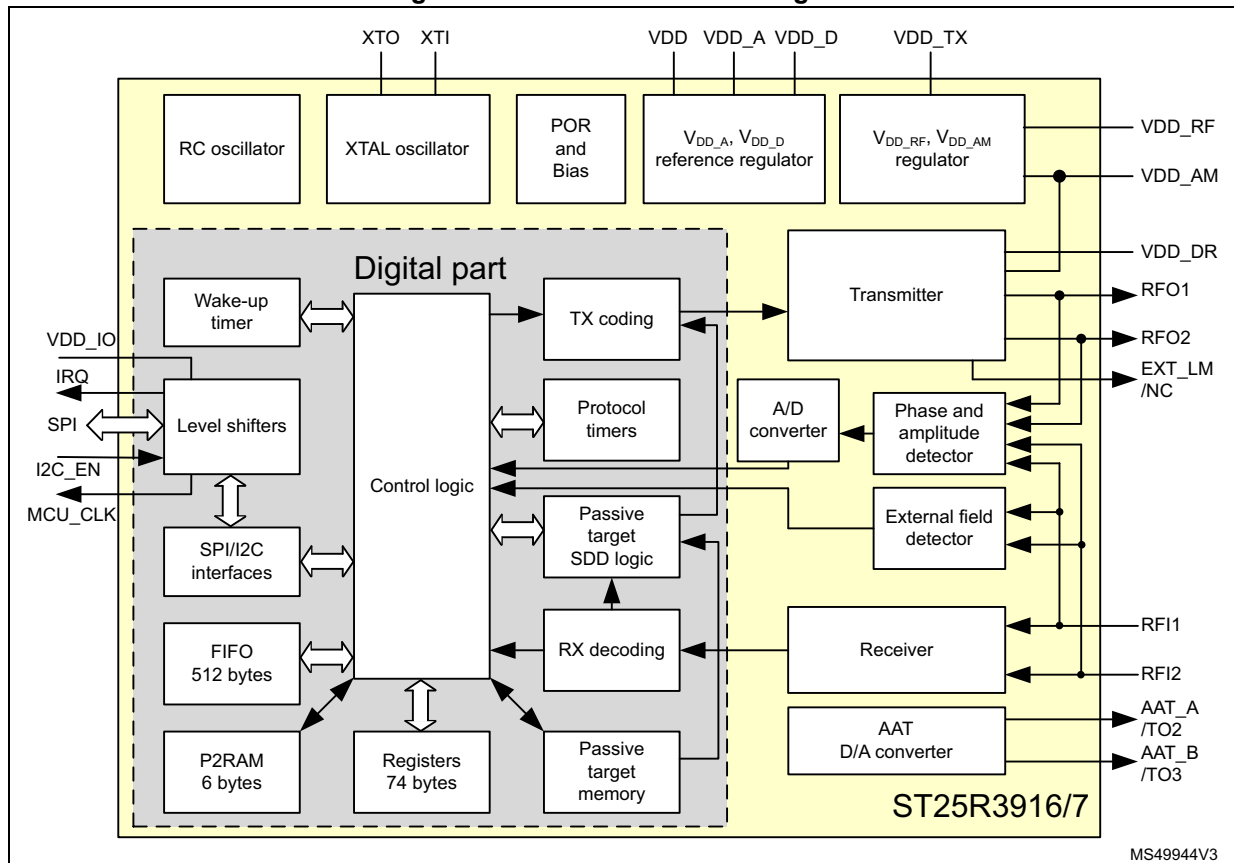 XTO XTI VDD VDD_A VDD_D VDD_TX
RC oscillator
XTAL oscillator
POR
and
Bias
VDD_A, VDD_D
reference regulator
VDD_RF, VDD_AM
regulator
VDD_RF
VDD_AM
Digital part
Wake-up
timer
Control logic
TX coding
Transmitter
VDD_DR
RFO1
RFO2
EXT_LM
/NC
VDD_IO
IRQ
SPI
I2C_EN
MCU_CLK
Level shifters
Protocol
timers
A/D
converter
Phase and
amplitude
detector
SPI/I2C
interfaces
Passive
target
SDD logic
External field
detector
FIFO
512 bytes
RX decoding
Receiver
RFI1
RFI2
P2RAM
6 bytes
Registers
74 bytes
Passive
target
memory
AAT
D/A converter
AAT_A
/TO2
AAT_B
/TO3
ST25R3916/7
MS49944V3